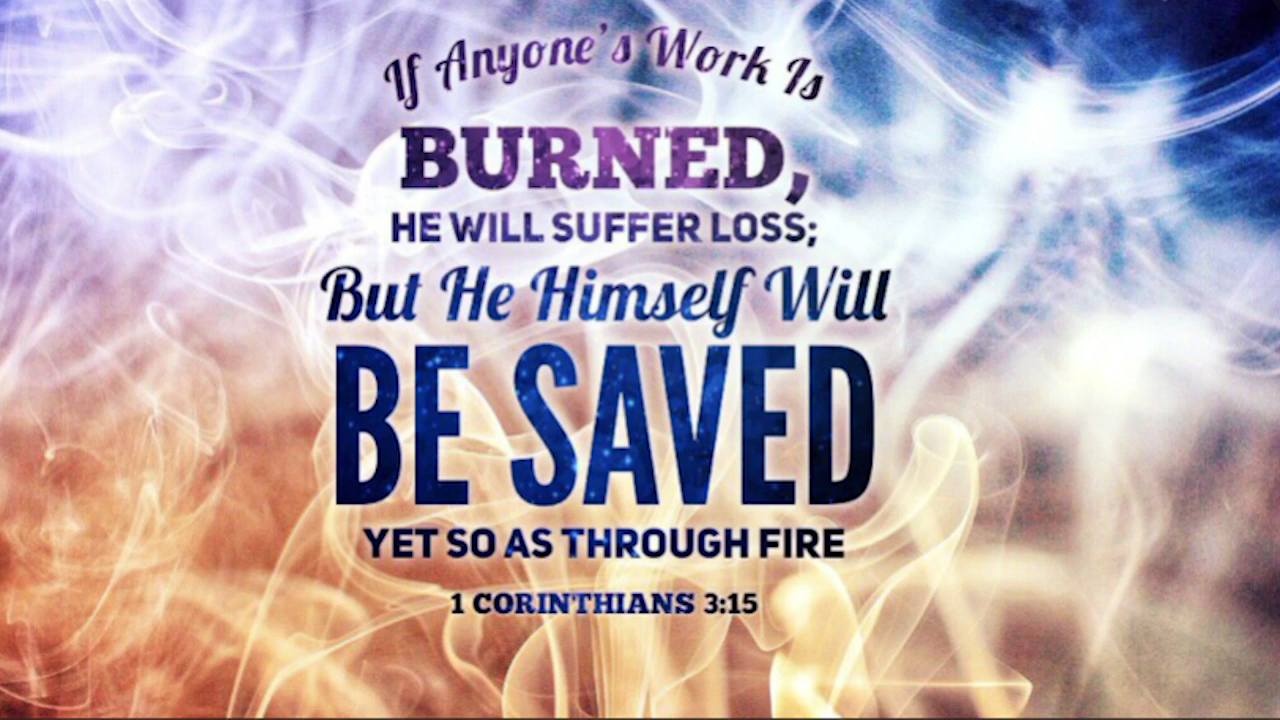 If Anyone's Work Is
BURNED,
HE WILL SUFFER LOSS;
But He Himself Will
BE SAVED
YET SO AS THROUGH FIRE
1 CORINTHIANS 3:15